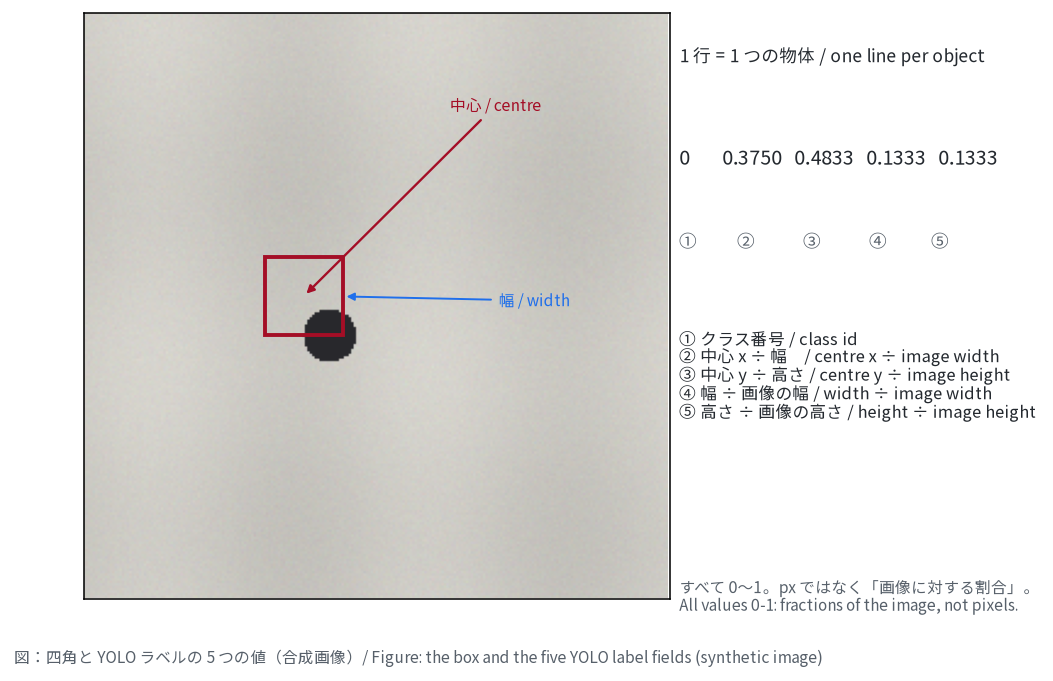 1 行 = 1 つの物体 / one line per object
中心 / centre
0 0.3750 0.4833 0.1333 0.1333
① ② ③ ④ ⑤
幅 / width
① クラス番号 / class id
② 中心 x ÷ 幅　/ centre x ÷ image width
③ 中心 y ÷ 高さ / centre y ÷ image height
④ 幅 ÷ 画像の幅 / width ÷ image width
⑤ 高さ ÷ 画像の高さ / height ÷ image height
すべて 0〜1。px ではなく「画像に対する割合」。
All values 0-1: fractions of the image, not pixels.
図：四角と YOLO ラベルの 5 つの値（合成画像）/ Figure: the box and the five YOLO label fields (synthetic image)